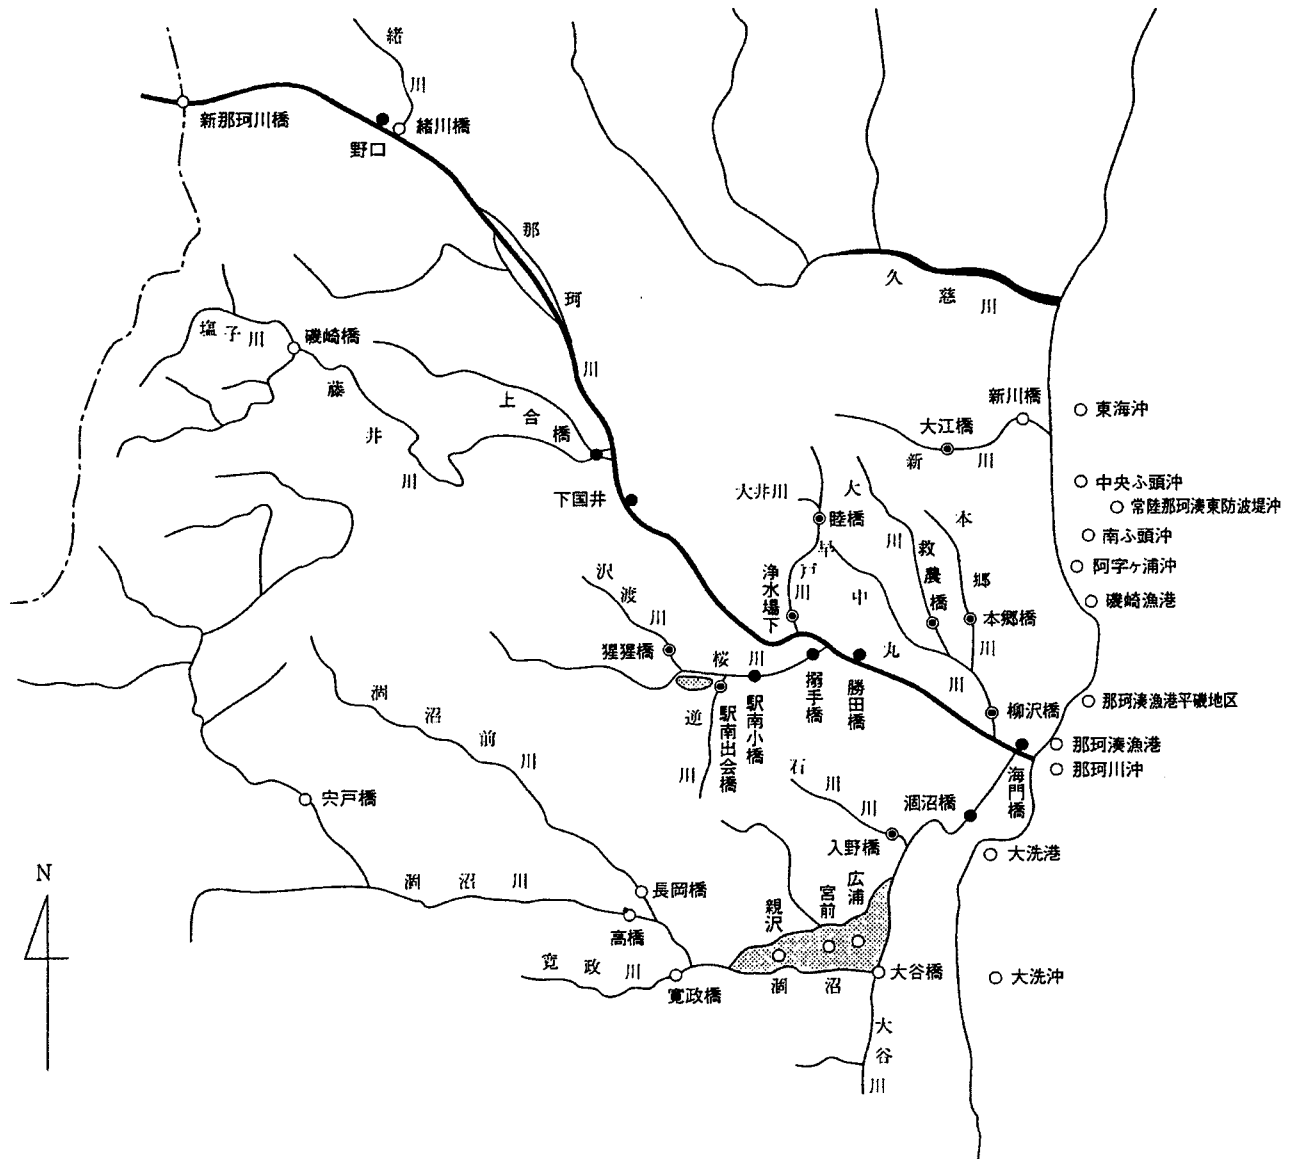 緒川
新那珂川橋
緒川橋
野口
那珂川
久慈川
塩子川
磯崎橋
藤井川
上合橋
下国井
新川橋
大江橋
新川
東海沖
中央ふ頭沖
常陸那珂湊東防波堤沖
南ふ頭沖
阿字ヶ浦沖
磯崎漁港
大井川
睦橋
早戸川
浄水場下
大川
救農橋
本郷川
本郷橋
中丸川
柳沢橋
沢渡川
猩猩橋
桜川
逆川
駅南出会橋
駅南小橋
搦手橋
勝田橋
那珂湊漁港平磯地区
那珂湊漁港
那珂川沖
海門橋
涸沼橋
石川川
入野橋
大洗港
涸沼前川
宍戸橋
涸沼川
長岡橋
高橋
寛政川
寛政橋
親沢
宮前
広浦
涸沼
大谷橋
大谷川
大洗沖
N